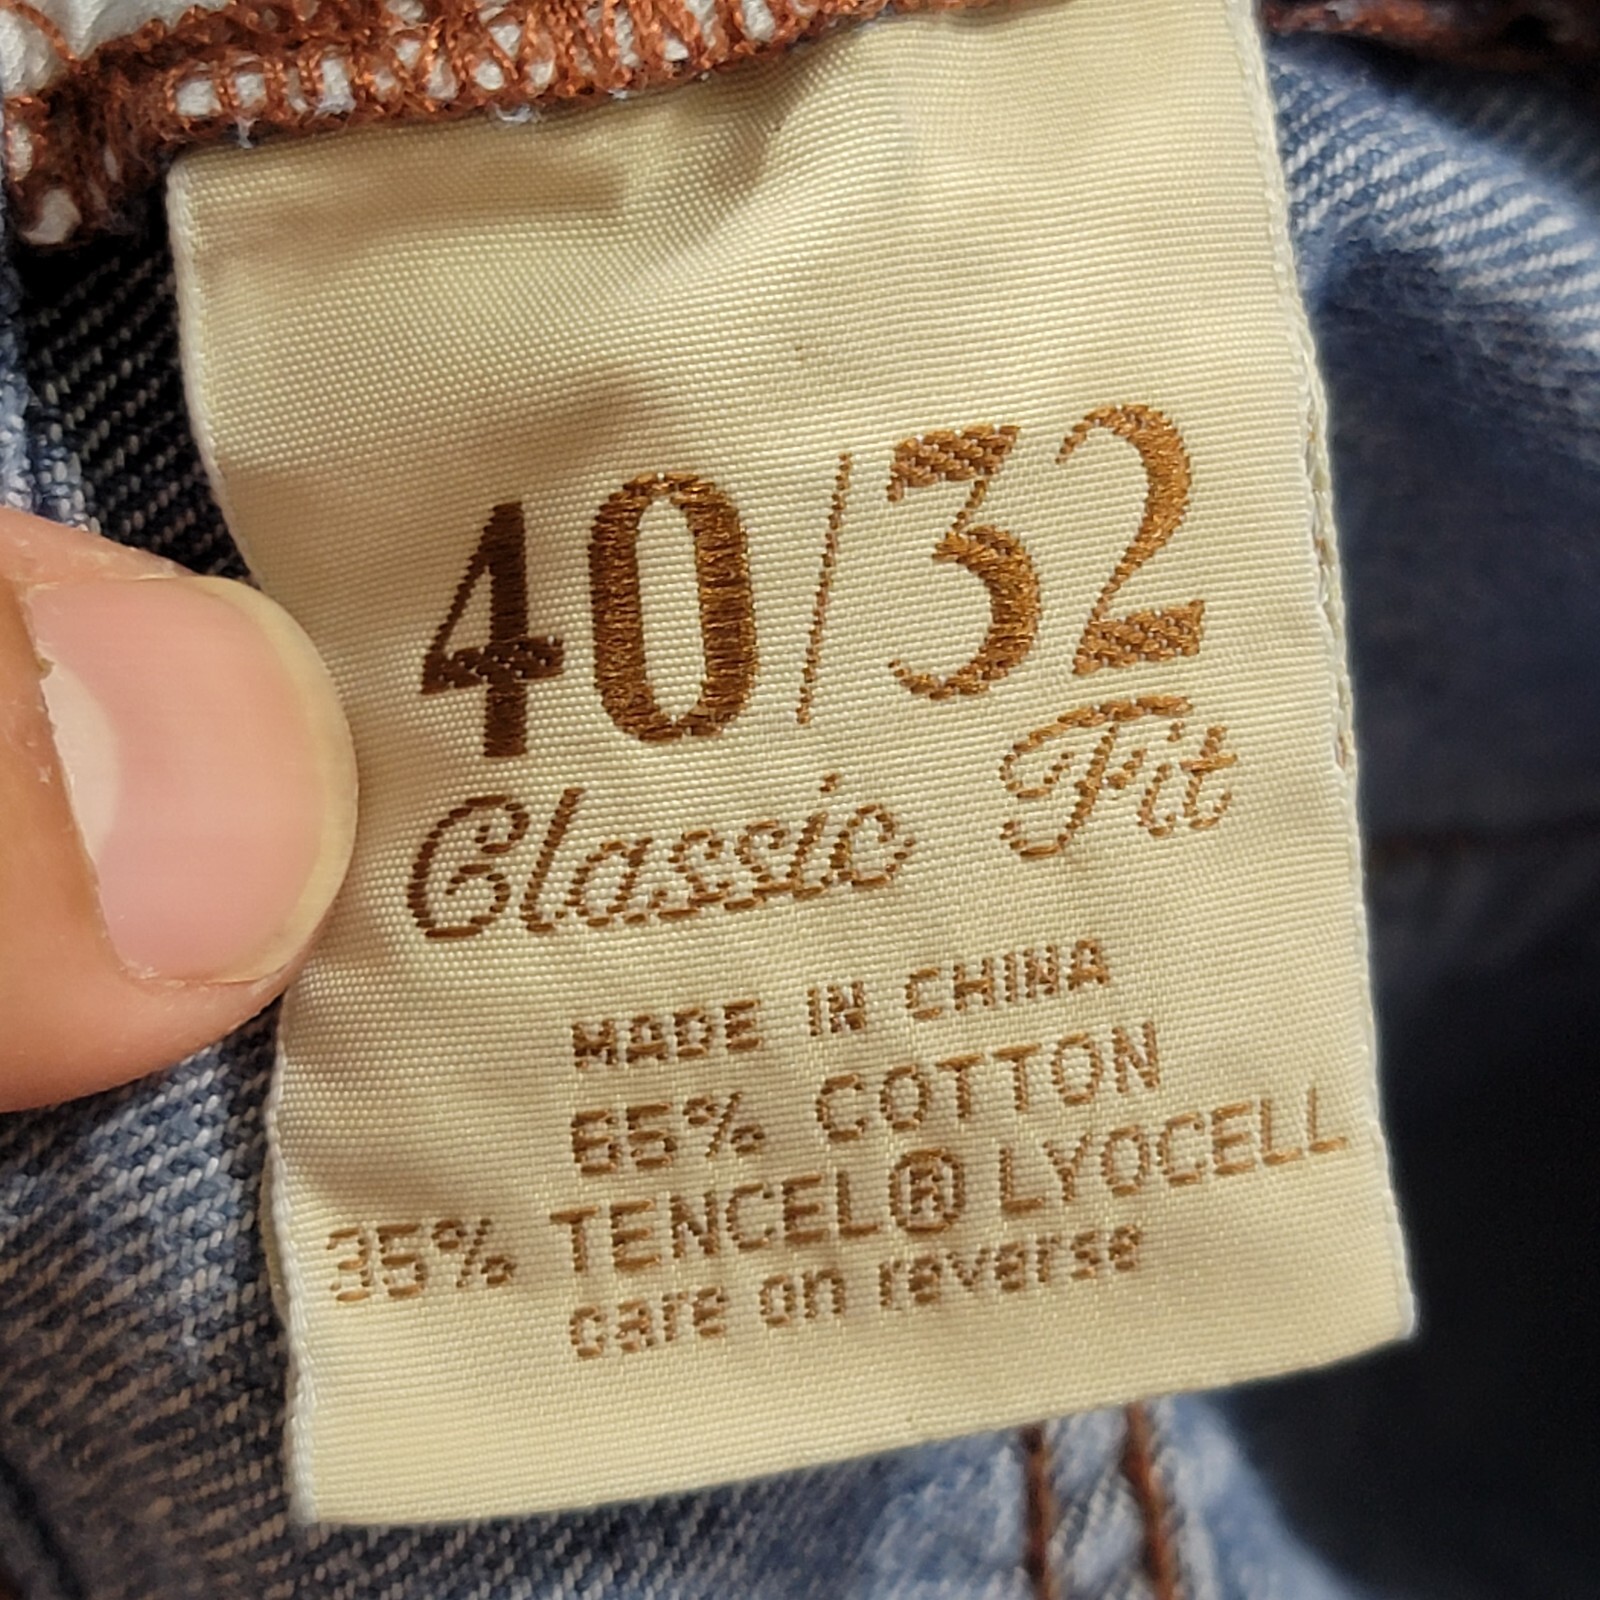 40/32
Classic Fit
MADE IN CHINA
65% COTTON
35% TENCEL® LYOCELL
care on reverse